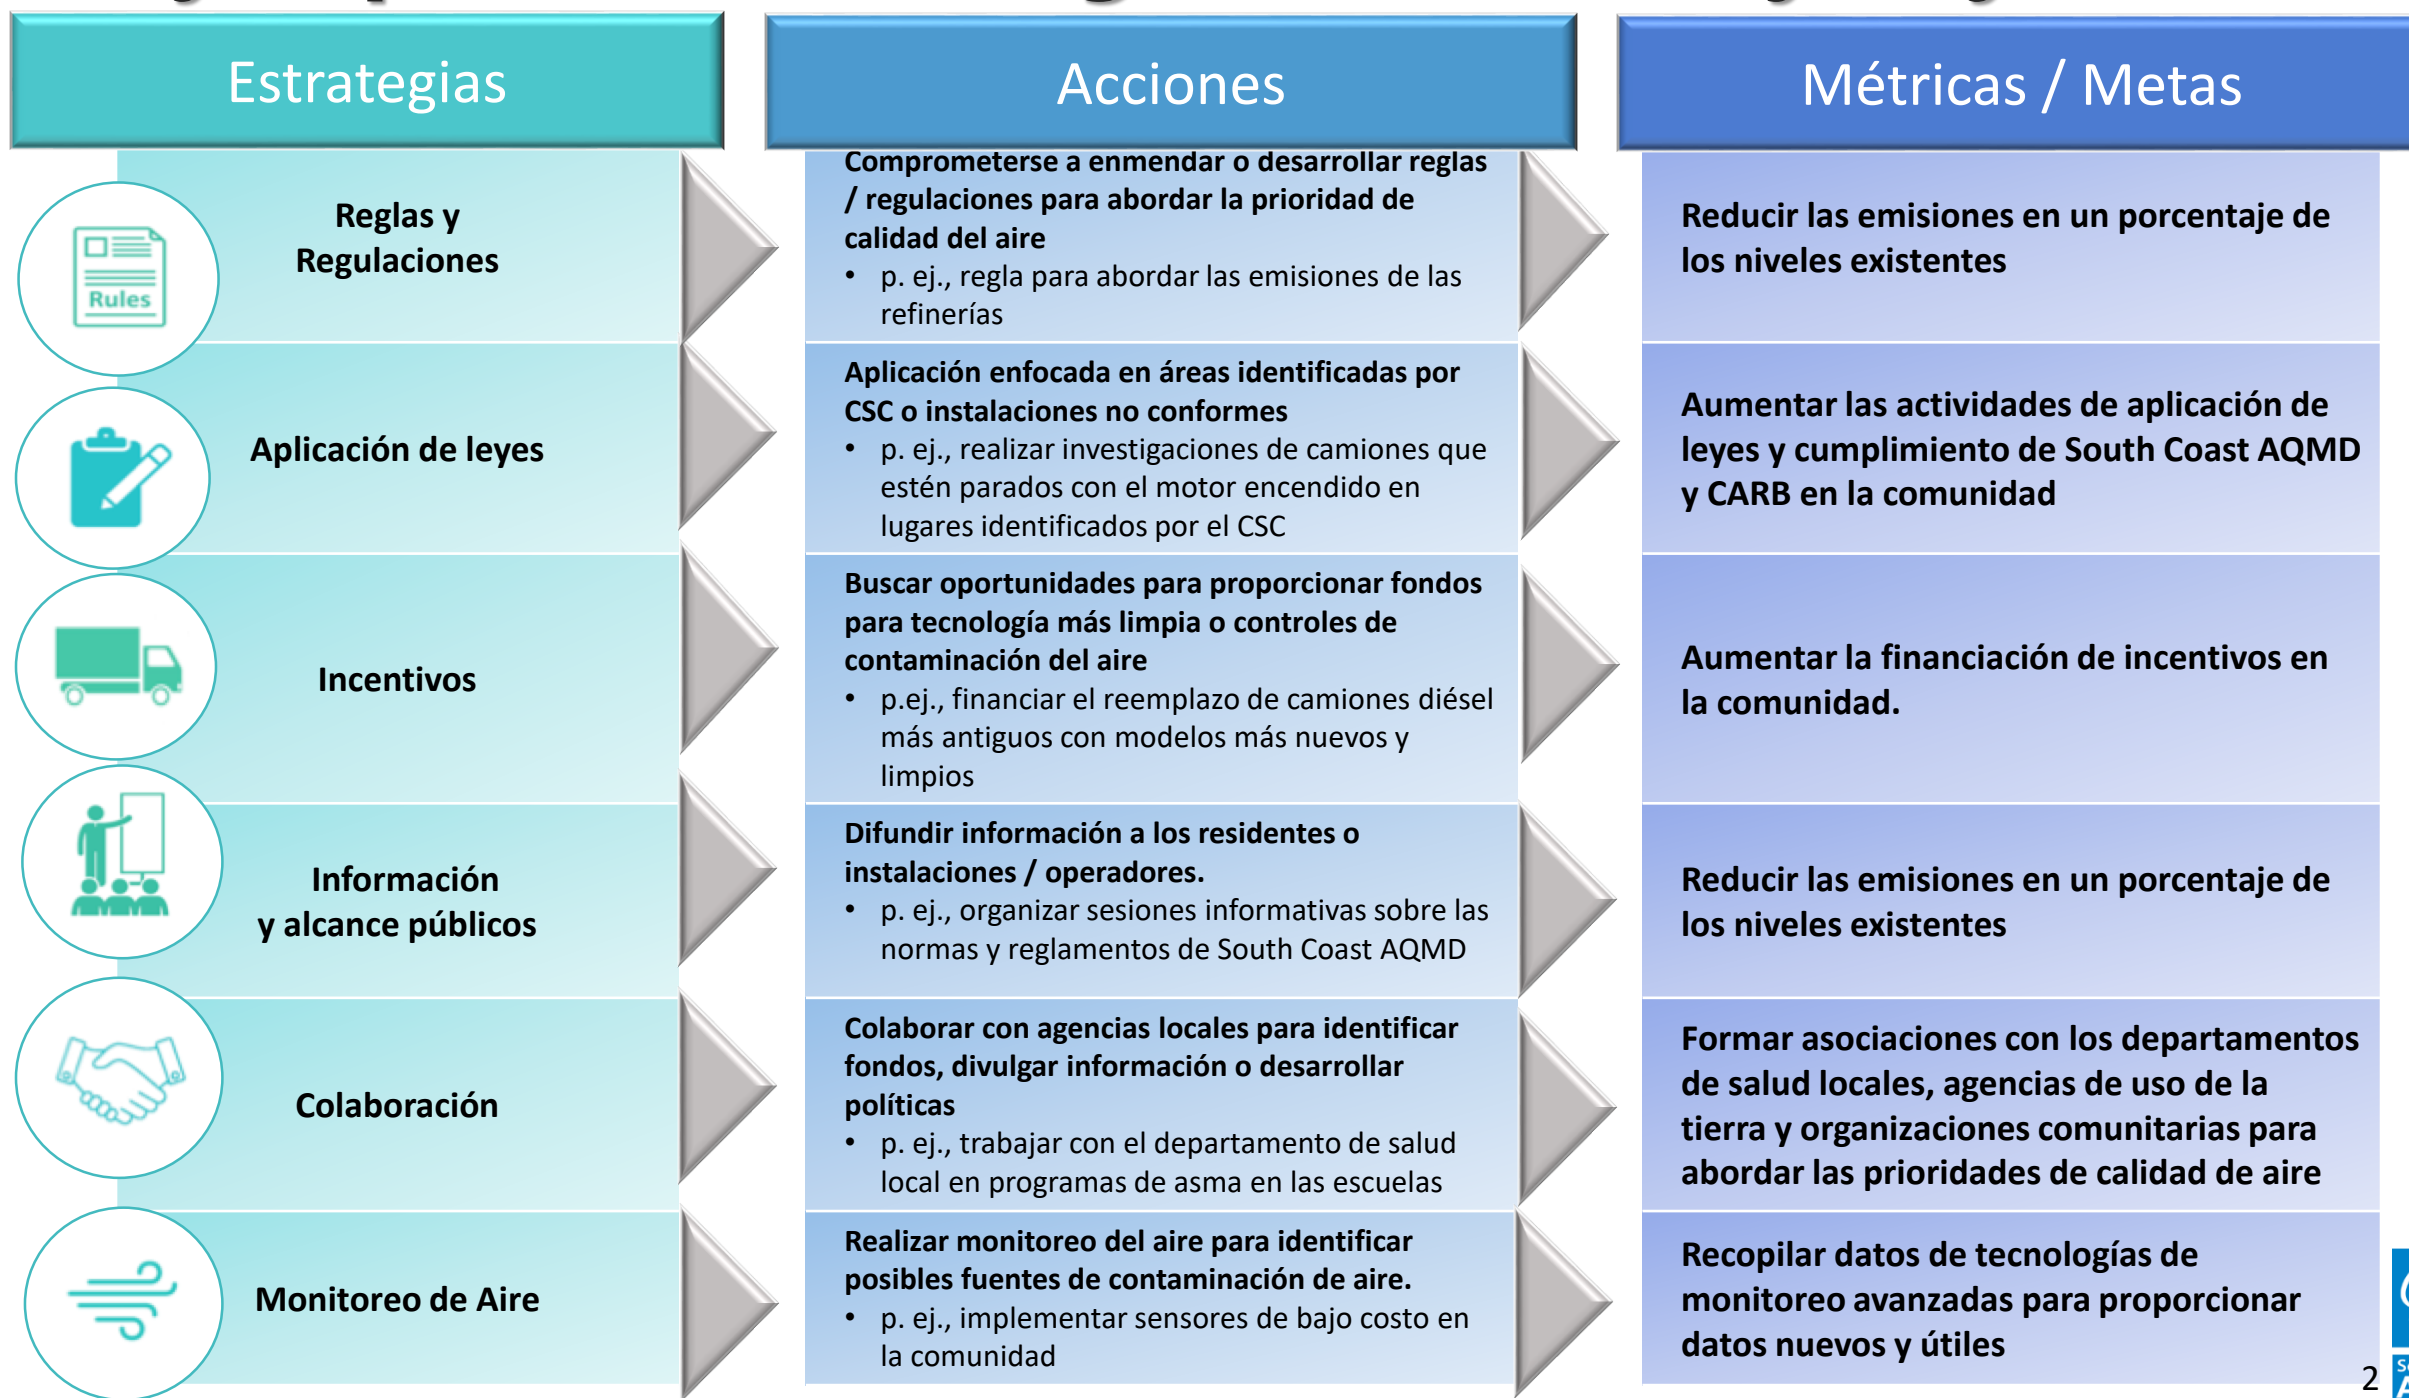 Estrategias
Acciones
Métricas / Metas
Rules
Reglas y
Regulaciones
Comprometerse a enmendar o desarrollar reglas
/ regulaciones para abordar la prioridad de
calidad del aire
• p. ej., regla para abordar las emisiones de las
refinerías
Reducir las emisiones en un porcentaje de
los niveles existentes
Aplicación de leyes
Aplicación enfocada en áreas identificadas por
CSC o instalaciones no conformes
• p. ej., realizar investigaciones de camiones que
estén parados con el motor encendido en
lugares identificados por el CSC
Aumentar las actividades de aplicación de
leyes y cumplimiento de South Coast AQMD
y CARB en la comunidad
Incentivos
Buscar oportunidades para proporcionar fondos
para tecnología más limpia o controles de
contaminación del aire
• p.ej., financiar el reemplazo de camiones diésel
más antiguos con modelos más nuevos y
limpios
Aumentar la financiación de incentivos en
la comunidad.
Información
y alcance públicos
Difundir información a los residentes o
instalaciones / operadores.
• p. ej., organizar sesiones informativas sobre las
normas y reglamentos de South Coast AQMD
Reducir las emisiones en un porcentaje de
los niveles existentes
Colaboración
Colaborar con agencias locales para identificar
fondos, divulgar información o desarrollar
políticas
• p. ej., trabajar con el departamento de salud
local en programas de asma en las escuelas
Formar asociaciones con los departamentos
de salud locales, agencias de uso de la
tierra y organizaciones comunitarias para
abordar las prioridades de calidad de aire
Monitoreo de Aire
Realizar monitoreo del aire para identificar
posibles fuentes de contaminación de aire.
• p. ej., implementar sensores de bajo costo en
la comunidad
Recopilar datos de tecnologías de
monitoreo avanzadas para proporcionar
datos nuevos y útiles
2